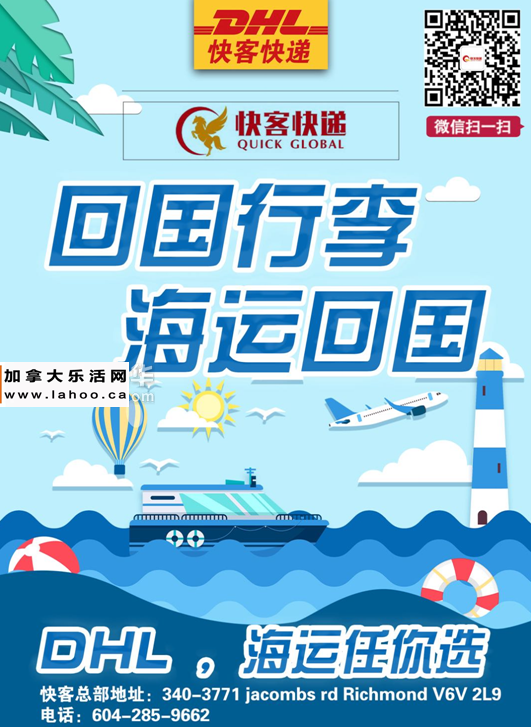 DHL
快客快递
微信扫一扫
快客快递
QUICK GLOBAL
回国行李
海运回国
加拿大乐活网
www.lahoo.ca
DHL，海运任你选
快客总部地址：340-3771 jacombs rd Richmond V6V 2L9
电话：604-285-9662